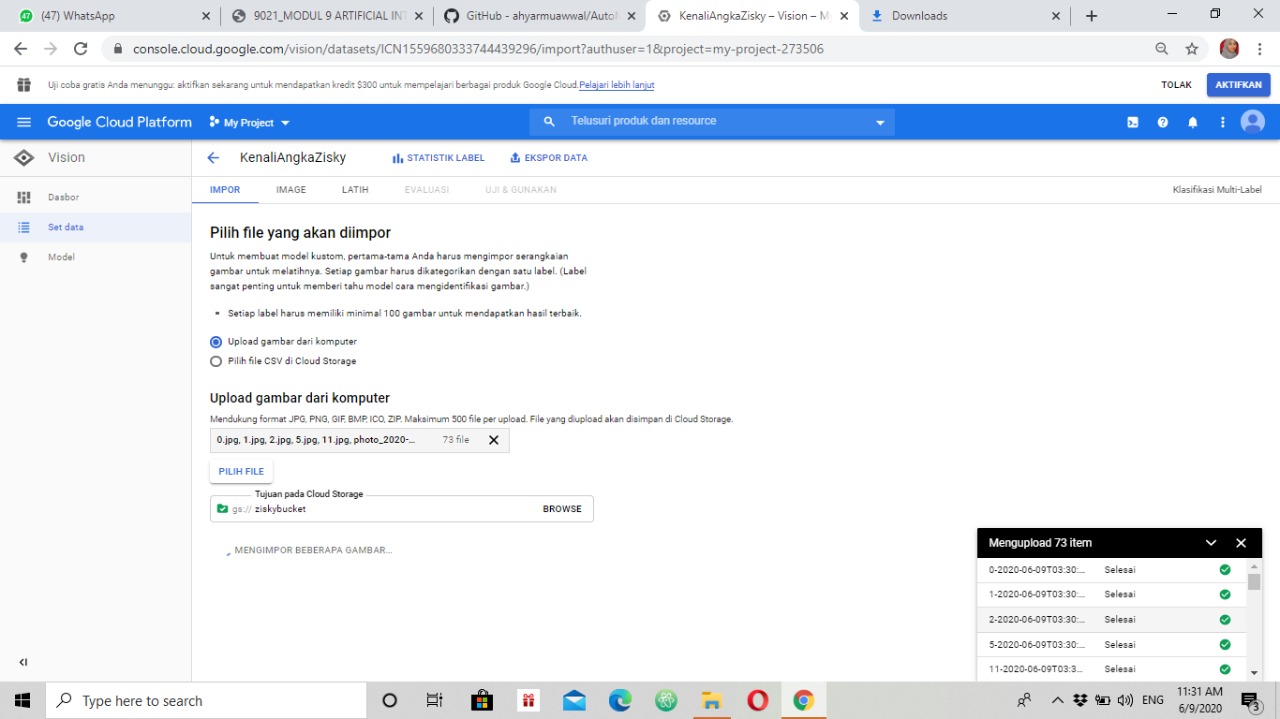 (47) WhatsApp
9021_MODUL 9 ARTIFICIAL INT
GitHub - ahyarmuawwal/AutoM
KenaliAngkaZisky – Vision – My
Downloads
console.cloud.google.com/vision/datasets/ICN1559680333744439296/import?authuser=1&project=my-project-273506
Uji coba gratis Anda menunggu: aktifkan sekarang untuk mendapatkan kredit $300 untuk mempelajari berbagai produk Google Cloud. Pelajari lebih lanjut
TOLAK
AKTIFKAN
Google Cloud Platform
My Project
Telusuri produk dan resource
Vision
KenaliAngkaZisky
STATISTIK LABEL
EKSPOR DATA
Dasbor
Set data
Model
IMPOR
IMAGE
LATIH
EVALUASI
UJI & GUNAKAN
Klasifikasi Multi-Label
Pilih file yang akan diimpor
Untuk membuat model kustom, pertama-tama Anda harus mengimpor serangkaian
gambar untuk melatihnya. Setiap gambar harus dikategorikan dengan satu label. (Label
sangat penting untuk memberi tahu model cara mengidentifikasi gambar.)
Setiap label harus memiliki minimal 100 gambar untuk mendapatkan hasil terbaik.
Upload gambar dari komputer
Pilih file CSV di Cloud Storage
Upload gambar dari komputer
Mendukung format JPG, PNG, GIF, BMP, ICO, ZIP. Maksimum 500 file per upload. File yang diupload akan disimpan di Cloud Storage.
0.jpg, 1.jpg, 2.jpg, 5.jpg, 11.jpg, photo_2020-... 73 file
PILIH FILE
Tujuan pada Cloud Storage
gs:// ziskybucket
BROWSE
MENGIMPOR BEBERAPA GAMBAR...
Mengupload 73 item
0-2020-06-09T03:30:... Selesai
1-2020-06-09T03:30:... Selesai
2-2020-06-09T03:30:... Selesai
5-2020-06-09T03:30:... Selesai
11-2020-06-09T03:3... Selesai
Type here to search
ENG
11:31 AM
6/9/2020
3